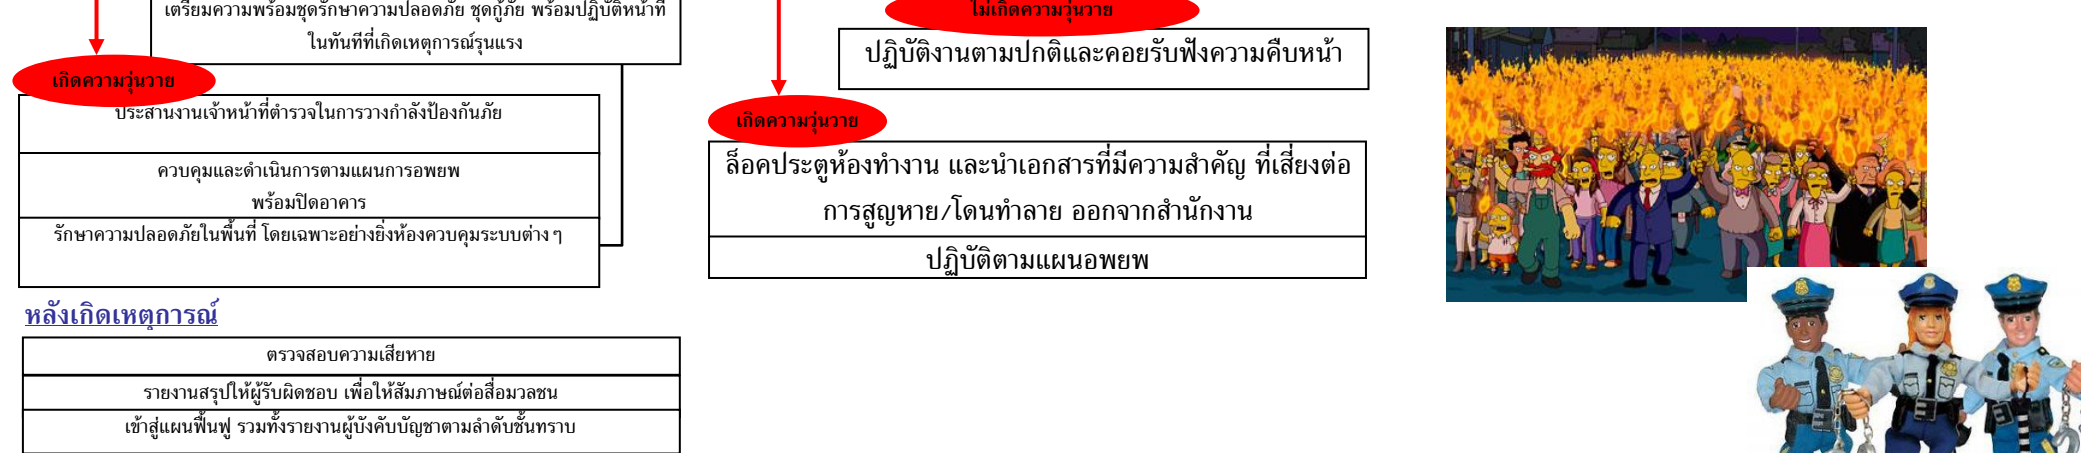 เตรียมความพร้อมชุดรักษาความปลอดภัย ชุดกู้ภัย พร้อมปฏิบัติหน้าที่
ในทันทีที่เกิดเหตุการณ์รุนแรง
เกิดความวุ่นวาย
ประสานงานเจ้าหน้าที่ตำรวจในการวางกำลังป้องกันภัย
ควบคุมและดำเนินการตามแผนการอพยพ
พร้อมปิดอาคาร
รักษาความปลอดภัยในพื้นที่ โดยเฉพาะอย่างยิ่งห้องควบคุมระบบต่าง ๆ
หลังเกิดเหตุการณ์
ตรวจสอบความเสียหาย
รายงานสรุปให้ผู้รับผิดชอบ เพื่อให้สัมภาษณ์ต่อสื่อมวลชน
เข้าสู่แผนฟื้นฟู รวมทั้งรายงานผู้บังคับบัญชาตามลำดับชั้นทราบ
ไม่เกิดความวุ่นวาย
ปฏิบัติงานตามปกติและคอยรับฟังความคืบหน้า
เกิดความวุ่นวาย
ล็อคประตูห้องทำงาน และนำเอกสารที่มีความสำคัญ ที่เสี่ยงต่อ
การสูญหาย/โดนทำลาย ออกจากสำนักงาน
ปฏิบัติตามแผนอพยพ